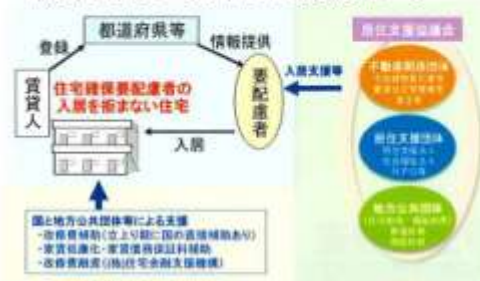 都道府県等
登録
情報提供
賃貸人
住宅確保要配慮者の
入居を拒まない住宅
要配慮者
入居
入居支援等
国と地方公共団体等による支援
・改修費補助(立上り期に国の直接補助あり)
・家賃低廉化・家賃債務保証料補助
・改修費融資((独)住宅金融支援機構)
居住支援協議会
不動産関係団体
居住支援団体
地方公共団体